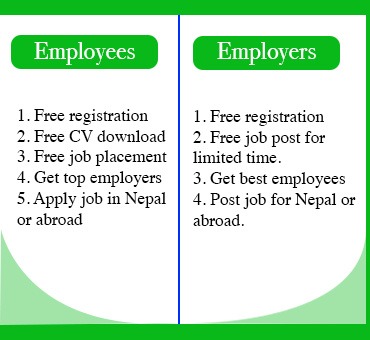 Employees
1. Free registration
2. Free CV download
3. Free job placement
4. Get top employers
5. Apply job in Nepal
or abroad
Employers
1. Free registration
2. Free job post for
limited time.
3. Get best employees
4. Post job for Nepal or
abroad.